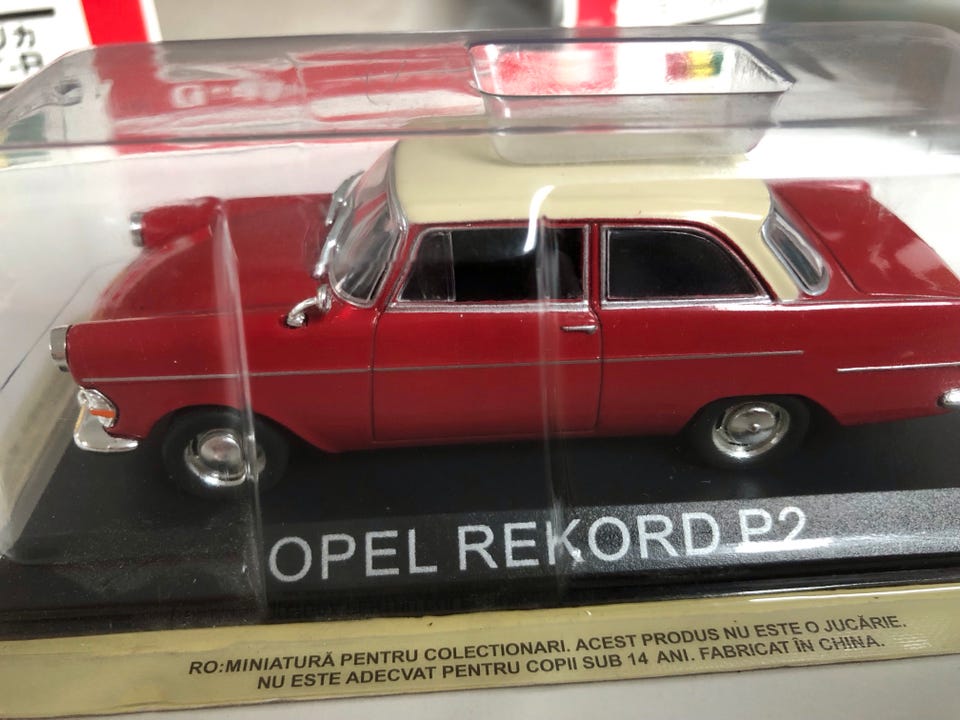 OPEL REKORD P2
RO:MINIATURĂ PENTRU COLECTIONARI. ACEST PRODUS NU ESTE O JUCĂRIE.
NU ESTE ADECVAT PENTRU COPII SUB 14 ANI. FABRICAT ÎN CHINA.